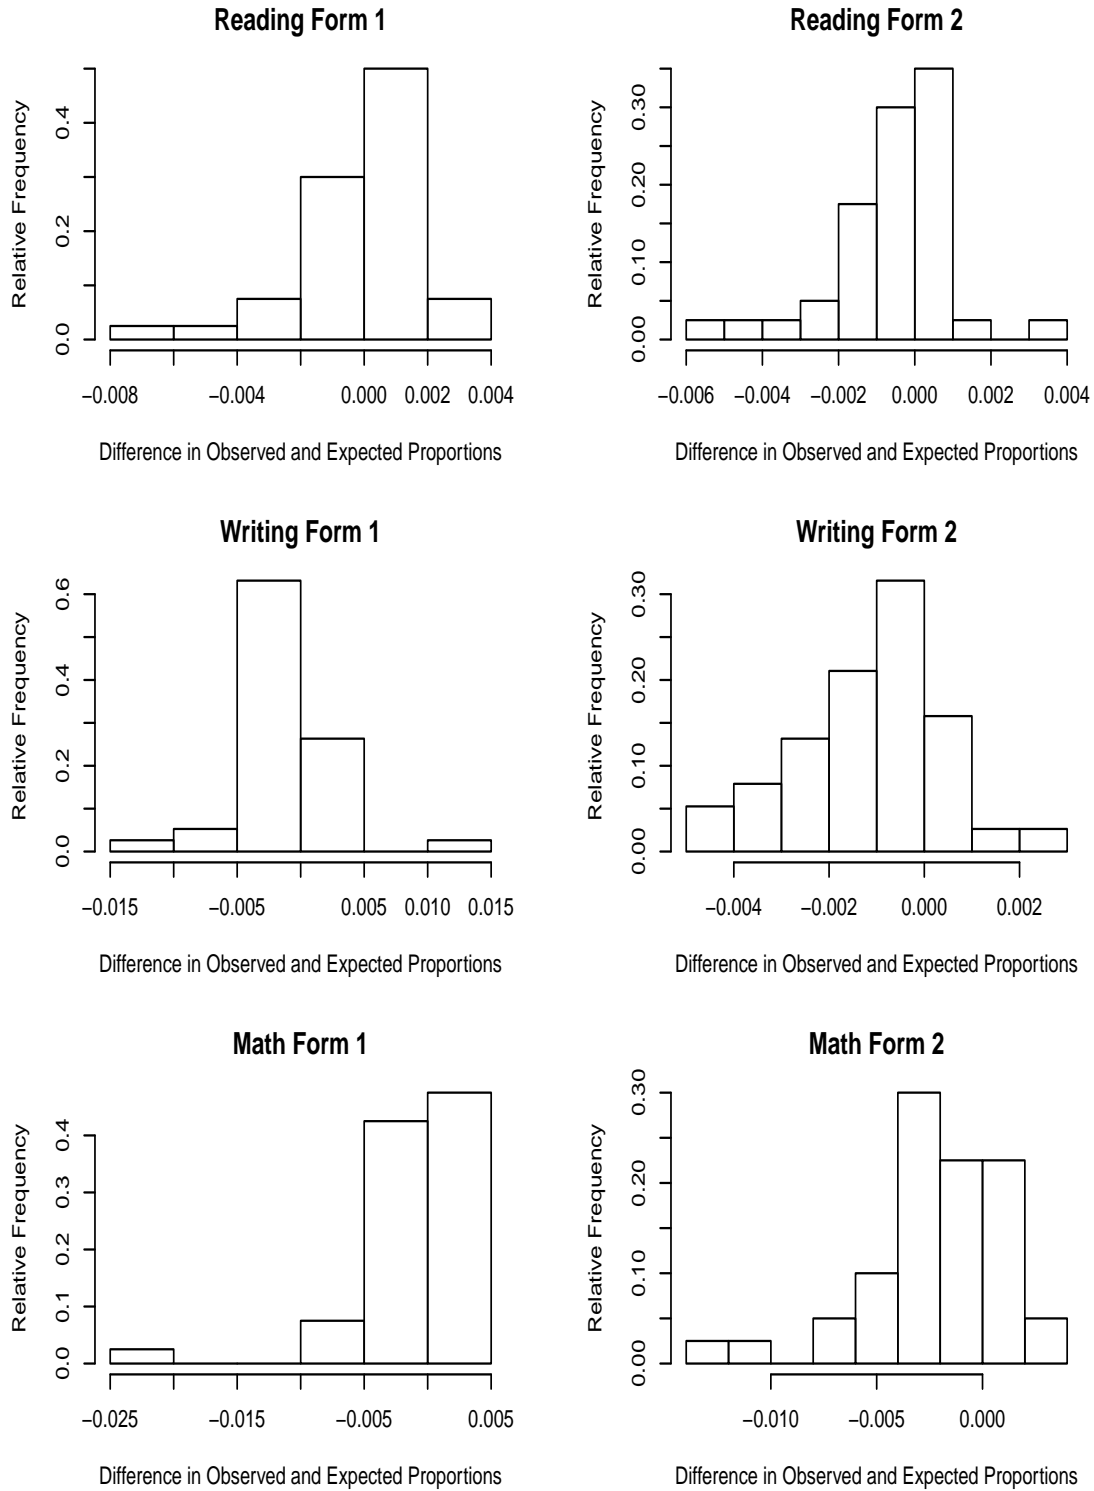 Reading Form 1
Relative Frequency
0.0 0.2 0.4
−0.008 −0.004 0.000 0.002 0.004
Difference in Observed and Expected Proportions
Reading Form 2
Relative Frequency
0.00 0.10 0.20 0.30
−0.006 −0.004 −0.002 0.000 0.002 0.004
Difference in Observed and Expected Proportions
Writing Form 1
Relative Frequency
0.0 0.2 0.4 0.6
−0.015 −0.005 0.005 0.010 0.015
Difference in Observed and Expected Proportions
Writing Form 2
Relative Frequency
0.00 0.10 0.20 0.30
−0.004 −0.002 0.000 0.002
Difference in Observed and Expected Proportions
Math Form 1
Relative Frequency
0.0 0.1 0.2 0.3 0.4
−0.025 −0.015 −0.005 0.005
Difference in Observed and Expected Proportions
Math Form 2
Relative Frequency
0.00 0.10 0.20 0.30
−0.010 −0.005 0.000
Difference in Observed and Expected Proportions